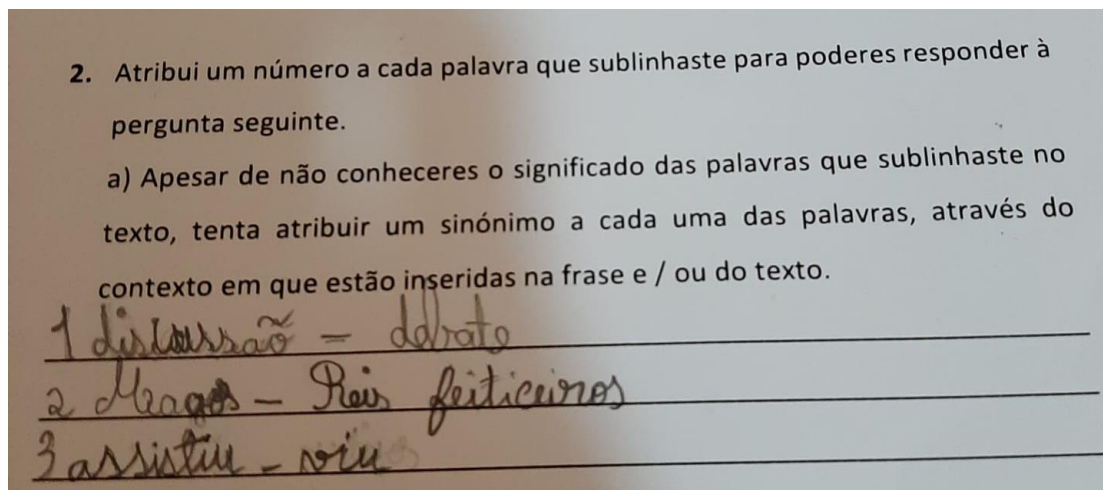 2. Atribui um número a cada palavra que sublinhaste para poderes responder à
pergunta seguinte.
a) Apesar de não conheceres o significado das palavras que sublinhaste no
texto, tenta atribuir um sinónimo a cada uma das palavras, através do
contexto em que estão inseridas na frase e / ou do texto.
1 discussão = debate
2 Magos - Reis feiticeiros
3 assistiu - viu